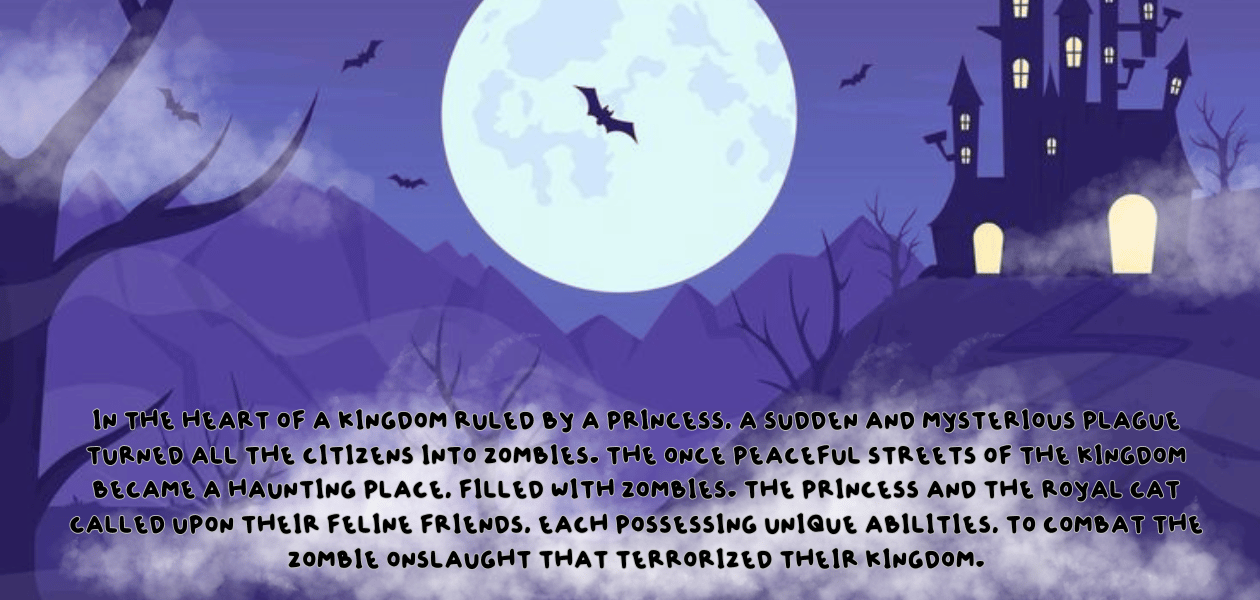 IN THE HEART OF A KINGDOM RULED BY A PRINCESS, A SUDDEN AND MYSTERIOUS PLAGUE
TURNED ALL THE CITIZENS INTO ZOMBIES. THE ONCE PEACEFUL STREETS OF THE KINGDOM
BECAME A HAUNTING PLACE, FILLED WITH ZOMBIES. THE PRINCESS AND THE ROYAL CAT
CALLED UPON THEIR FELINE FRIENDS, EACH POSSESSING UNIQUE ABILITIES, TO COMBAT THE
ZOMBIE ONSLAUGHT THAT TERRORIZED THEIR KINGDOM.